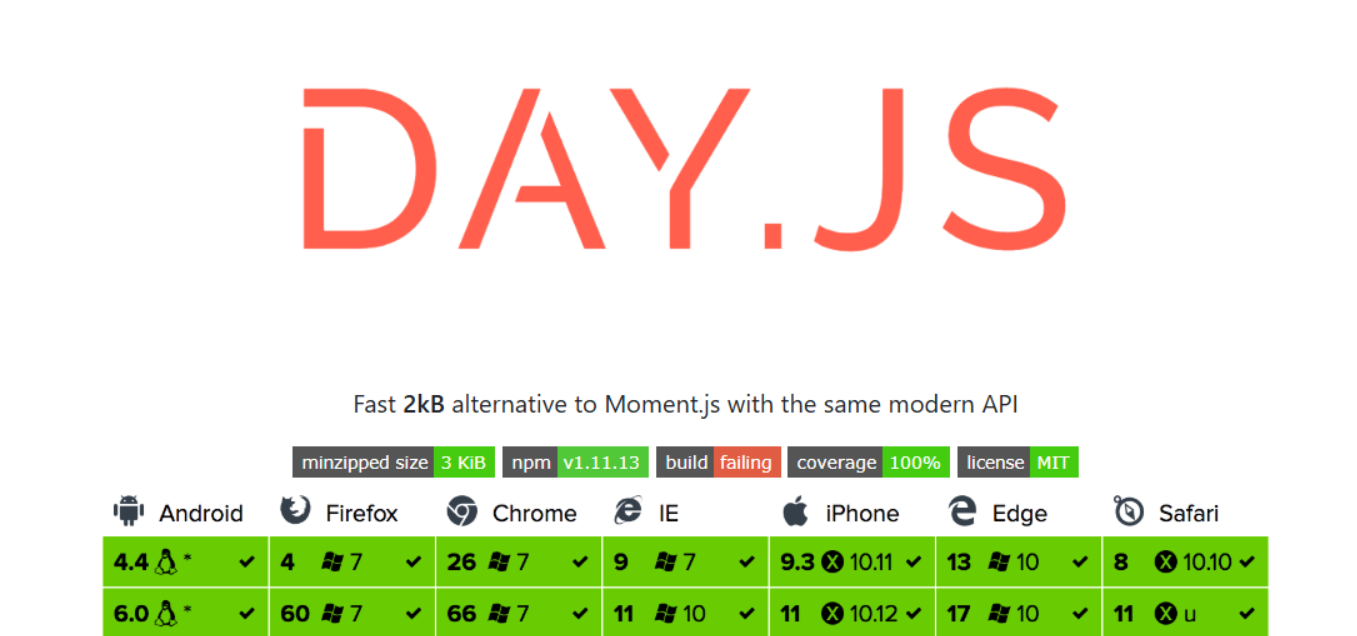 DAY.JS
Fast 2kB alternative to Moment.js with the same modern API
minzipped size 3 KiB npm v1.11.13 build failing coverage 100% license MIT
Android Firefox Chrome IE iPhone Edge Safari
4.4 * ✔ 4 7 ✔ 26 7 ✔ 9 7 ✔ 9.3 X 10.11 ✔ 13 10 ✔ 8 X 10.10 ✔
6.0 * ✔ 60 7 ✔ 66 7 ✔ 11 10 ✔ 11 X 10.12 ✔ 17 10 ✔ 11 X u ✔